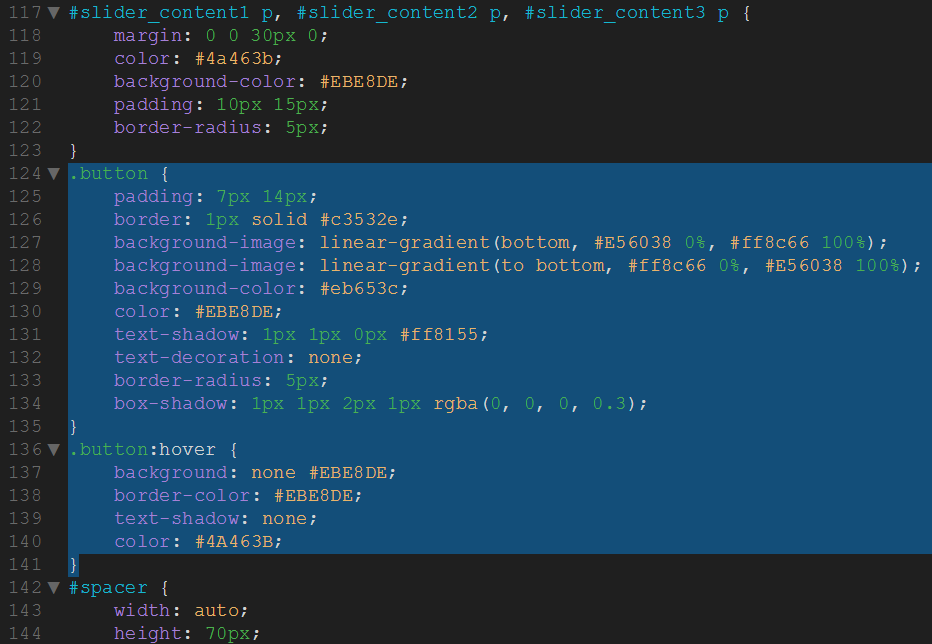 117 ▼ #slider_content1 p, #slider_content2 p, #slider_content3 p {
118 margin: 0 0 30px 0;
119 color: #4a463b;
120 background-color: #EBE8DE;
121 padding: 10px 15px;
122 border-radius: 5px;
123 }
124 ▼ .button {
125 padding: 7px 14px;
126 border: 1px solid #c3532e;
127 background-image: linear-gradient(bottom, #E56038 0%, #ff8c66 100%);
128 background-image: linear-gradient(to bottom, #ff8c66 0%, #E56038 100%);
129 background-color: #eb653c;
130 color: #EBE8DE;
131 text-shadow: 1px 1px 0px #ff8155;
132 text-decoration: none;
133 border-radius: 5px;
134 box-shadow: 1px 1px 2px 1px rgba(0, 0, 0, 0.3);
135 }
136 ▼ .button:hover {
137 background: none #EBE8DE;
138 border-color: #EBE8DE;
139 text-shadow: none;
140 color: #4A463B;
141 }
142 ▼ #spacer {
143 width: auto;
144 height: 70px;